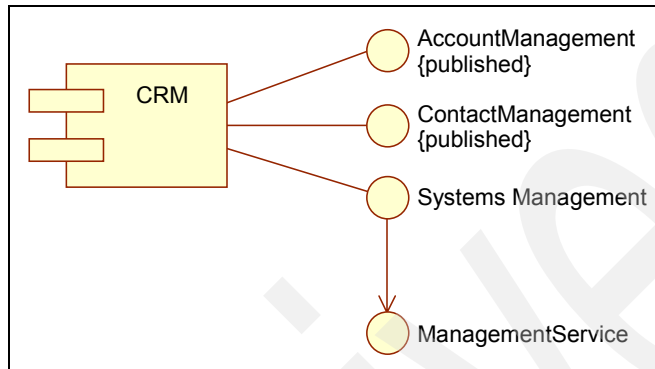 AccountManagement
{published}
CRM
ContactManagement
{published}
Systems Management
ManagementService